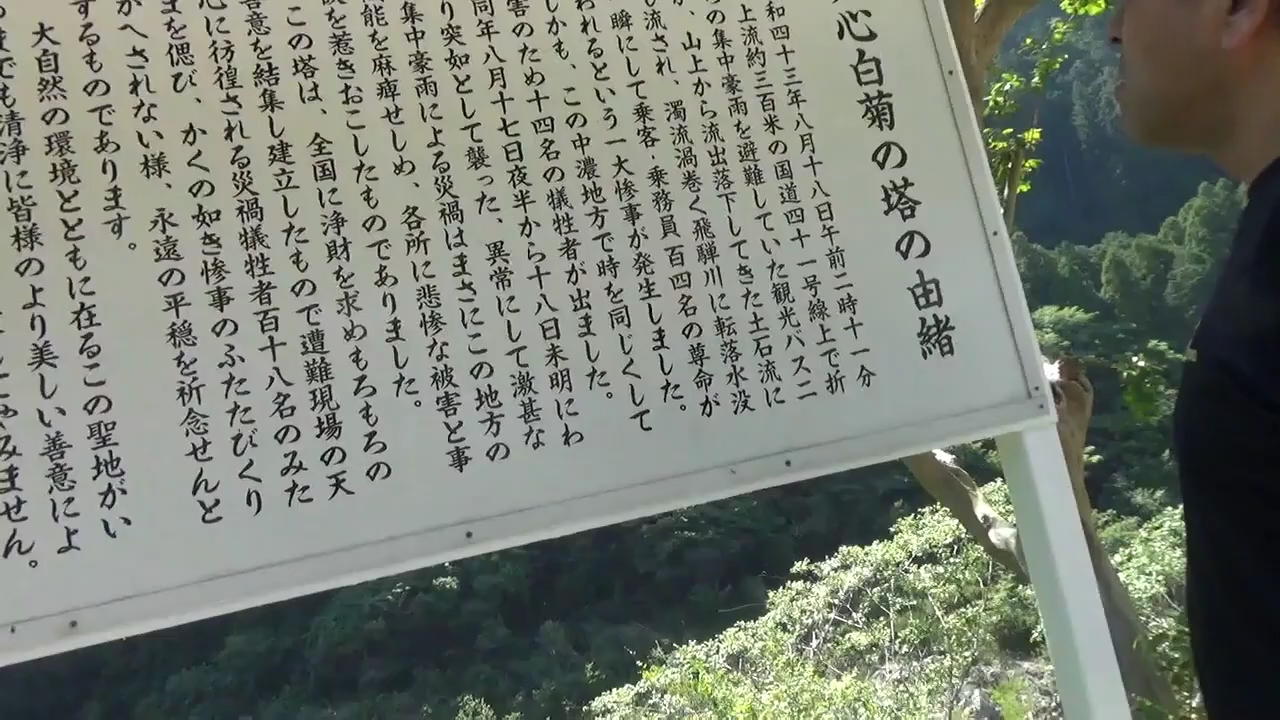 心白菊の塔の由緒
和四十三年八月十八日午前二時十一分
上流約三百米の国道四十一号線上で折
らの集中豪雨を避難していた観光バス二
、山上から流出落下してきた土石流に
い流され、濁流渦巻く飛騨川に転落水没
瞬にして乗客・乗務員百四名の尊命が
われるという一大惨事が発生しました。
しかも、この中濃地方で時を同じくして
害のため十四名の犠牲者が出ました。
同年八月十七日夜半から十八日未明にわ
り突如として襲った、異常にして激甚な
集中豪雨による災禍はまさにこの地方の
能を麻痺せしめ、各所に悲惨な被害と事
を惹きおこしたものでありました。
この塔は、全国に浄財を求めもろもろの
善意を結集し建立したもので遭難現場の天
心に彷徨される災禍犠牲者百十八名のみた
まを偲び、かくの如き惨事のふたたびくり
かへされない様、永遠の平穏を祈念せんと
するものであります。
大自然の環境とともに在るこの聖地がい
までも清浄に皆様のより美しい善意によ
やみません。